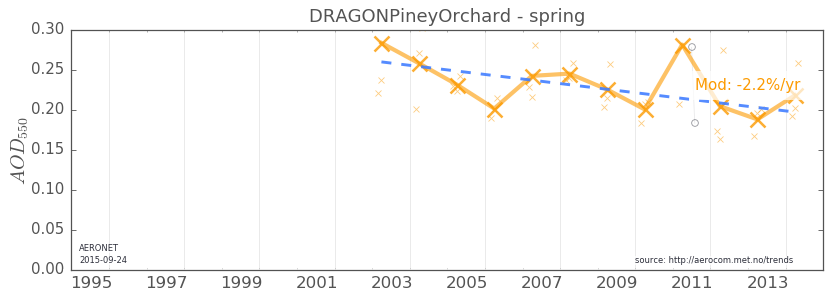 DRAGONPineyOrchard - spring
0.30
0.25
0.20
0.15
0.10
0.05
0.00
AOD550
Mod: -2.2%/yr
AERONET
2015-09-24
source: http://aerocom.met.no/trends
1995 1997 1999 2001 2003 2005 2007 2009 2011 2013